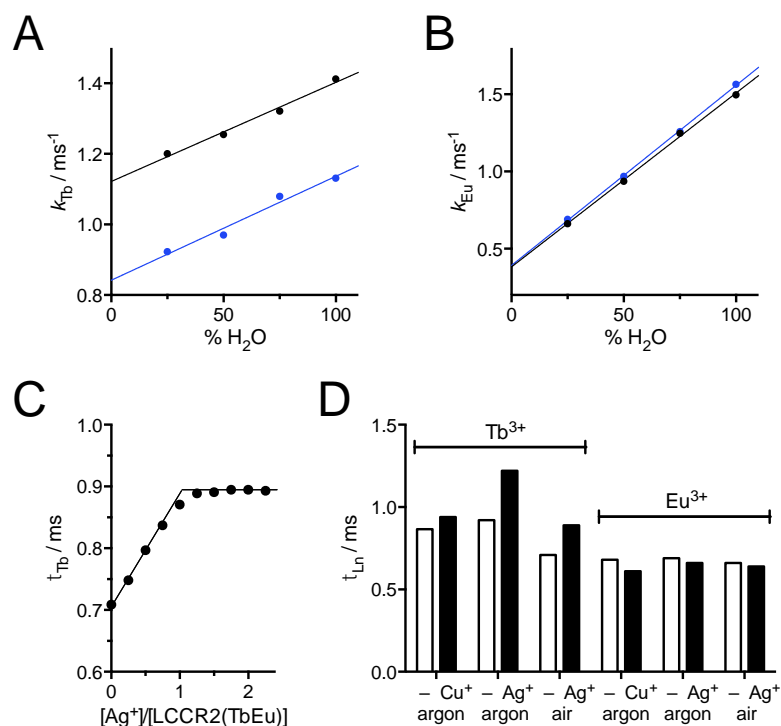 A
B
1.4
1.2
1.0
0.8
k_Tb / ms⁻¹
0
50
100
% H₂O
1.5
1.0
0.5
k_Eu / ms⁻¹
0
50
100
% H₂O
C
D
1.0
0.9
0.8
0.7
0.6
τ_Tb / ms
0
1
2
[Ag⁺]/[LCCR2(TbEu)]
1.5
1.0
0.5
0.0
τ_Ln / ms
Tb³⁺
Eu³⁺
– Cu⁺ – Ag⁺ – Ag⁺ – Cu⁺ – Ag⁺ – Ag⁺
argon argon air argon argon air